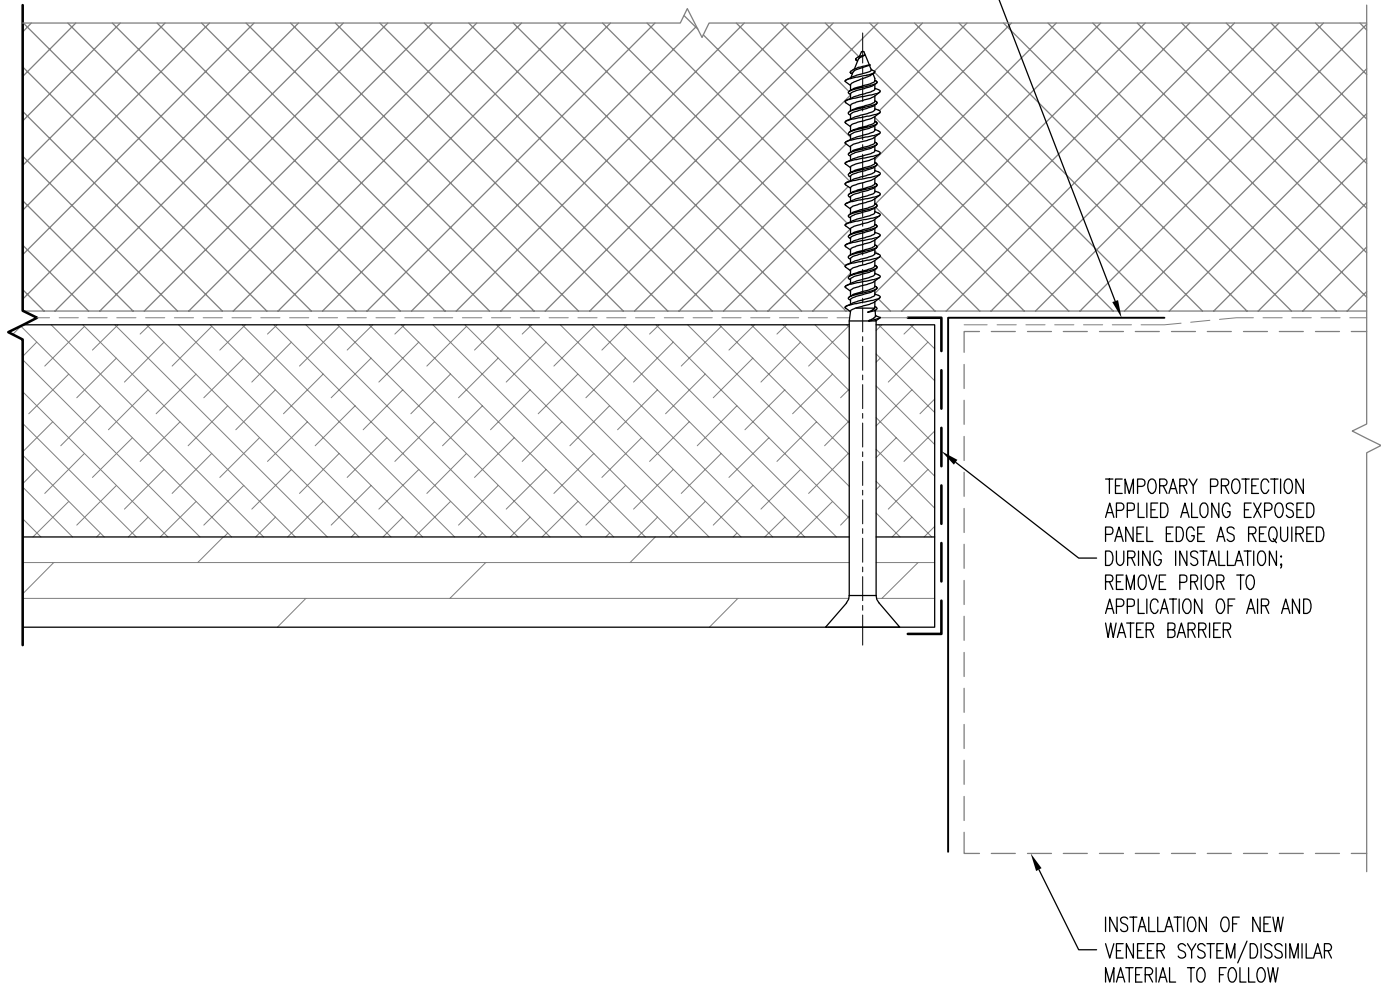 TEMPORARY PROTECTION
APPLIED ALONG EXPOSED
PANEL EDGE AS REQUIRED
DURING INSTALLATION;
REMOVE PRIOR TO
APPLICATION OF AIR AND
WATER BARRIER
INSTALLATION OF NEW
VENEER SYSTEM/DISSIMILAR
MATERIAL TO FOLLOW